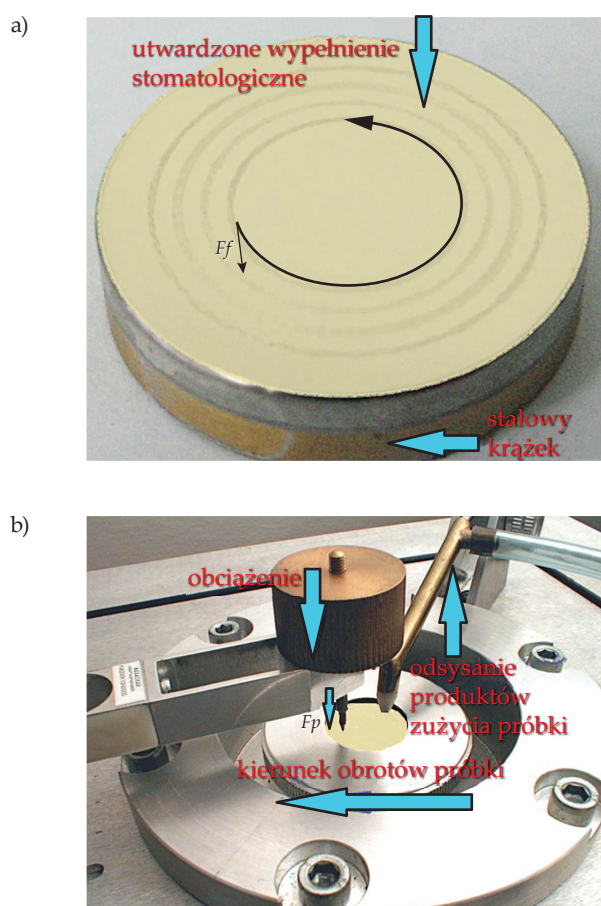 a)
utwardzone wypełnienie
stomatologiczne
Ff
stalowy
krążek
b)
obciążenie
odsysanie
produktów
zużycia próbki
Fp
kierunek obrotów próbki